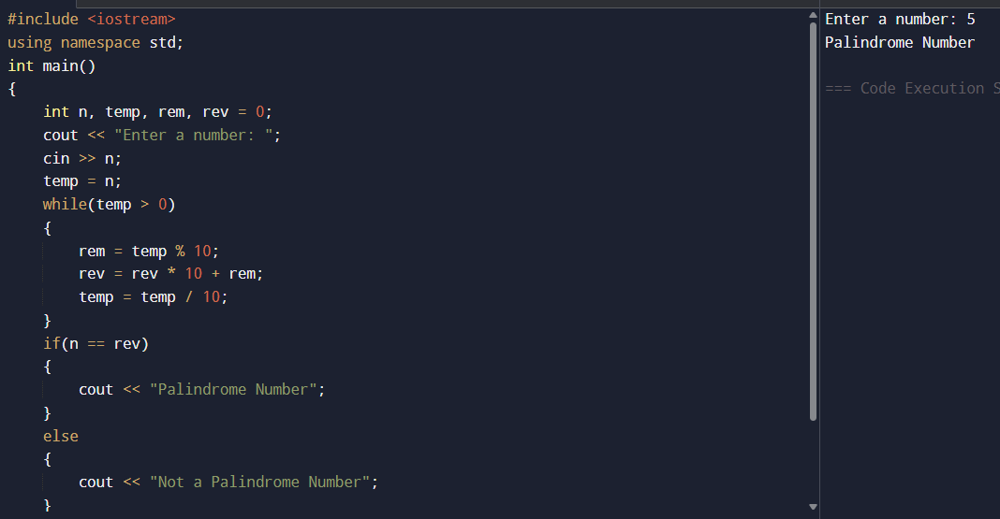 #include <iostream>
using namespace std;
int main()
{
    int n, temp, rem, rev = 0;
    cout << "Enter a number: ";
    cin >> n;
    temp = n;
    while(temp > 0)
    {
        rem = temp % 10;
        rev = rev * 10 + rem;
        temp = temp / 10;
    }
    if(n == rev)
    {
        cout << "Palindrome Number";
    }
    else
    {
        cout << "Not a Palindrome Number";
    }
Enter a number: 5
Palindrome Number
=== Code Execution S